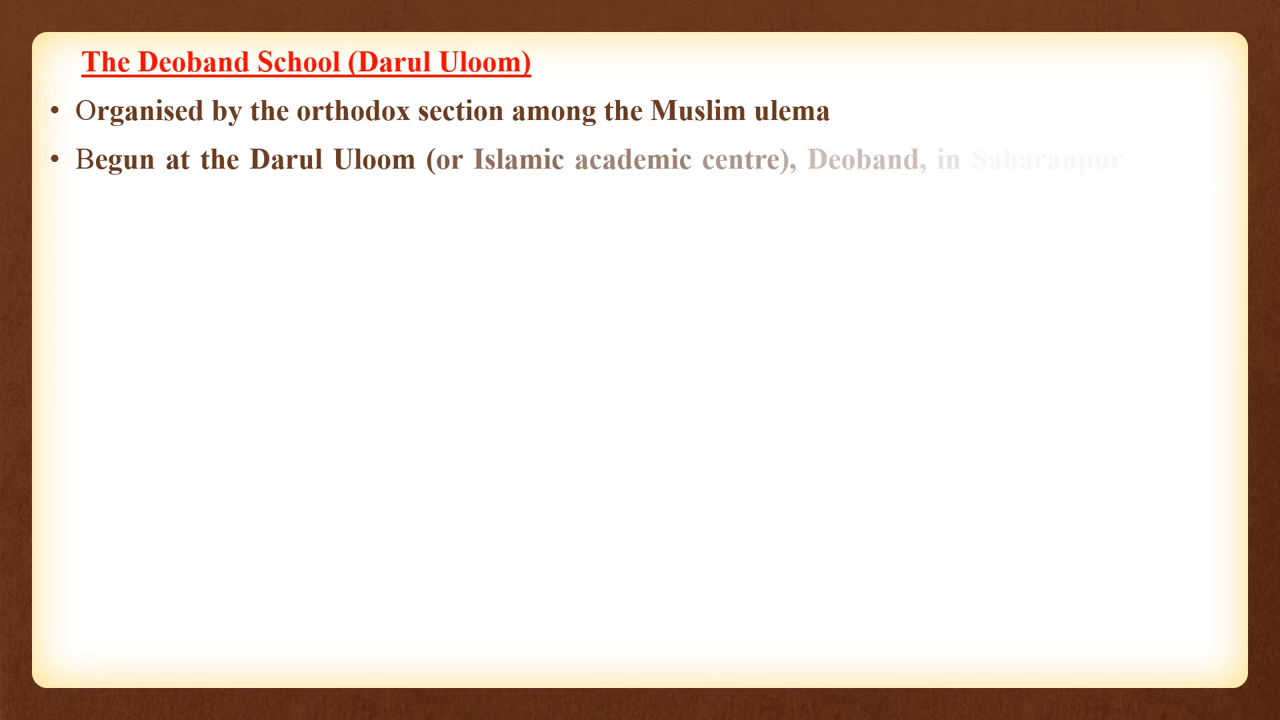 The Deoband School (Darul Uloom)
• Organised by the orthodox section among the Muslim ulema
• Begun at the Darul Uloom (or Islamic academic centre), Deoband, in Saharanpur